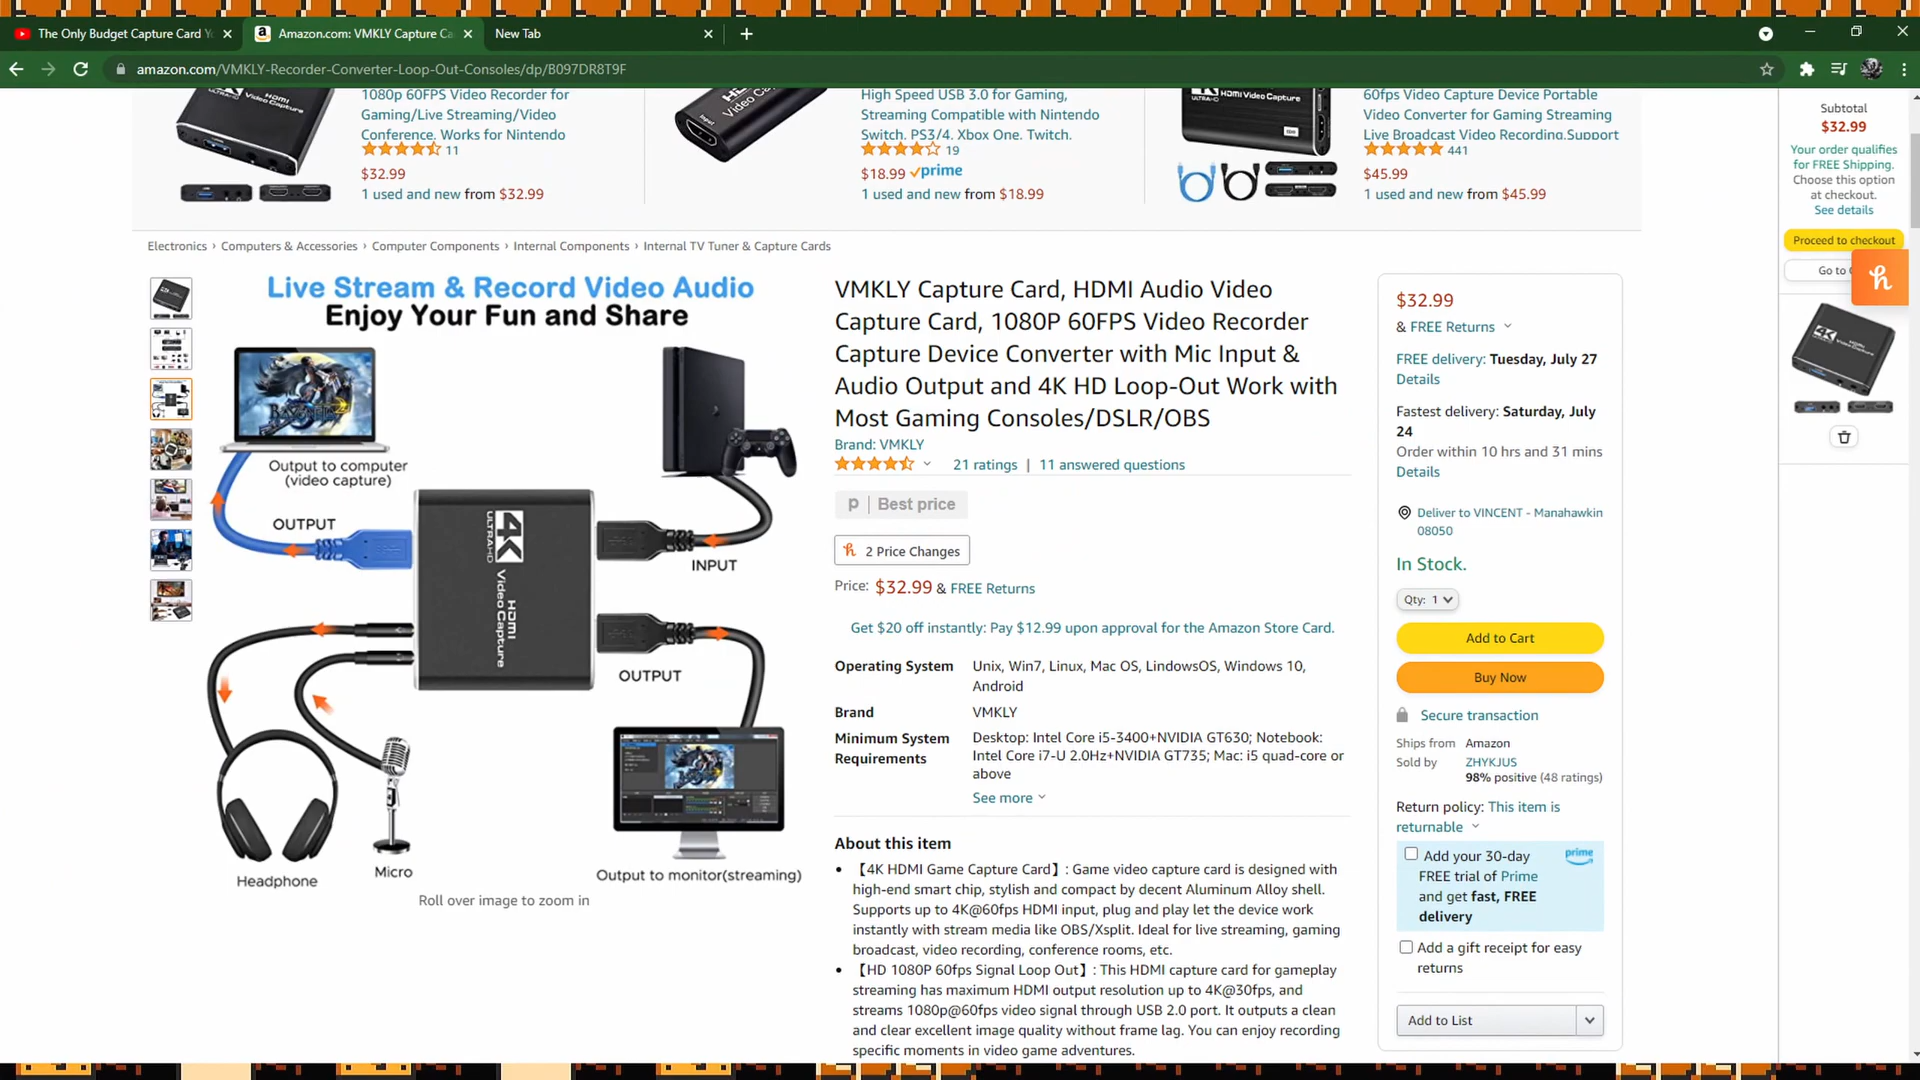 The Only Budget Capture Card Y
Amazon.com: VMKLY Capture Ca
New Tab
amazon.com/VMKLY-Recorder-Converter-Loop-Out-Consoles/dp/B097DR8T9F
1080p 60FPS Video Recorder for
Gaming/Live Streaming/Video
Conference. Works for Nintendo
11
$32.99
1 used and new from $32.99
High Speed USB 3.0 for Gaming,
Streaming Compatible with Nintendo
Switch, PS3/4, Xbox One, Twitch.
19
$18.99 prime
1 used and new from $18.99
60fps Video Capture Device Portable
Video Converter for Gaming Streaming
Live Broadcast Video Recording.Support
441
$45.99
1 used and new from $45.99
Subtotal
$32.99
Your order qualifies
for FREE Shipping.
Choose this option
at checkout.
See details
Proceed to checkout
Go to
h
Electronics › Computers & Accessories › Computer Components › Internal Components › Internal TV Tuner & Capture Cards
Live Stream & Record Video Audio
Enjoy Your Fun and Share
Output to computer
(video capture)
OUTPUT
INPUT
4K
ULTRA HD
HDMI
Video Capture
OUTPUT
Headphone
Micro
Output to monitor(streaming)
Roll over image to zoom in
VMKLY Capture Card, HDMI Audio Video
Capture Card, 1080P 60FPS Video Recorder
Capture Device Converter with Mic Input &
Audio Output and 4K HD Loop-Out Work with
Most Gaming Consoles/DSLR/OBS
Brand: VMKLY
21 ratings | 11 answered questions
p | Best price
h 2 Price Changes
Price: $32.99 & FREE Returns
Get $20 off instantly: Pay $12.99 upon approval for the Amazon Store Card.
Operating System Unix, Win7, Linux, Mac OS, LindowsOS, Windows 10,
Android
Brand VMKLY
Minimum System Requirements Desktop: Intel Core i5-3400+NVIDIA GT630; Notebook:
Intel Core i7-U 2.0Hz+NVIDIA GT735; Mac: i5 quad-core or
above
See more
About this item
• 【4K HDMI Game Capture Card】: Game video capture card is designed with
high-end smart chip, stylish and compact by decent Aluminum Alloy shell.
Supports up to 4K@60fps HDMI input, plug and play let the device work
instantly with stream media like OBS/Xsplit. Ideal for live streaming, gaming
broadcast, video recording, conference rooms, etc.
• 【HD 1080P 60fps Signal Loop Out】: This HDMI capture card for gameplay
streaming has maximum HDMI output resolution up to 4K@30fps, and
streams 1080p@60fps video signal through USB 2.0 port. It outputs a clean
and clear excellent image quality without frame lag. You can enjoy recording
specific moments in video game adventures.
$32.99
& FREE Returns
FREE delivery: Tuesday, July 27
Details
Fastest delivery: Saturday, July
24
Order within 10 hrs and 31 mins
Details
Deliver to VINCENT - Manahawkin
08050
In Stock.
Qty: 1
Add to Cart
Buy Now
Secure transaction
Ships from Amazon
Sold by ZHYKJUS
98% positive (48 ratings)
Return policy: This item is
returnable
Add your 30-day prime
FREE trial of Prime
and get fast, FREE
delivery
Add a gift receipt for easy
returns
Add to List